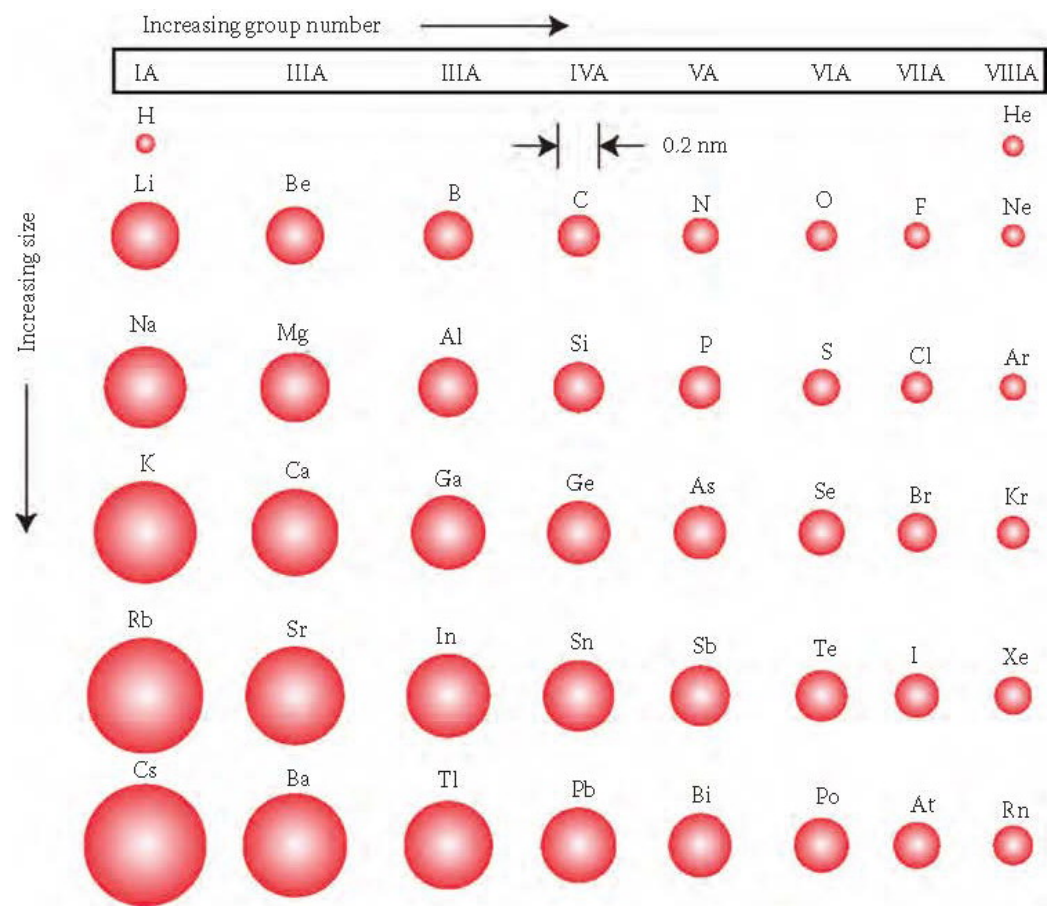 Increasing group number
IA IIIA IIIA IVA VA VIA VIIA VIIIA
H He
0.2 nm
Li Be B C N O F Ne
Increasing size
Na Mg Al Si P S Cl Ar
K Ca Ga Ge As Se Br Kr
Rb Sr In Sn Sb Te I Xe
Cs Ba Tl Pb Bi Po At Rn